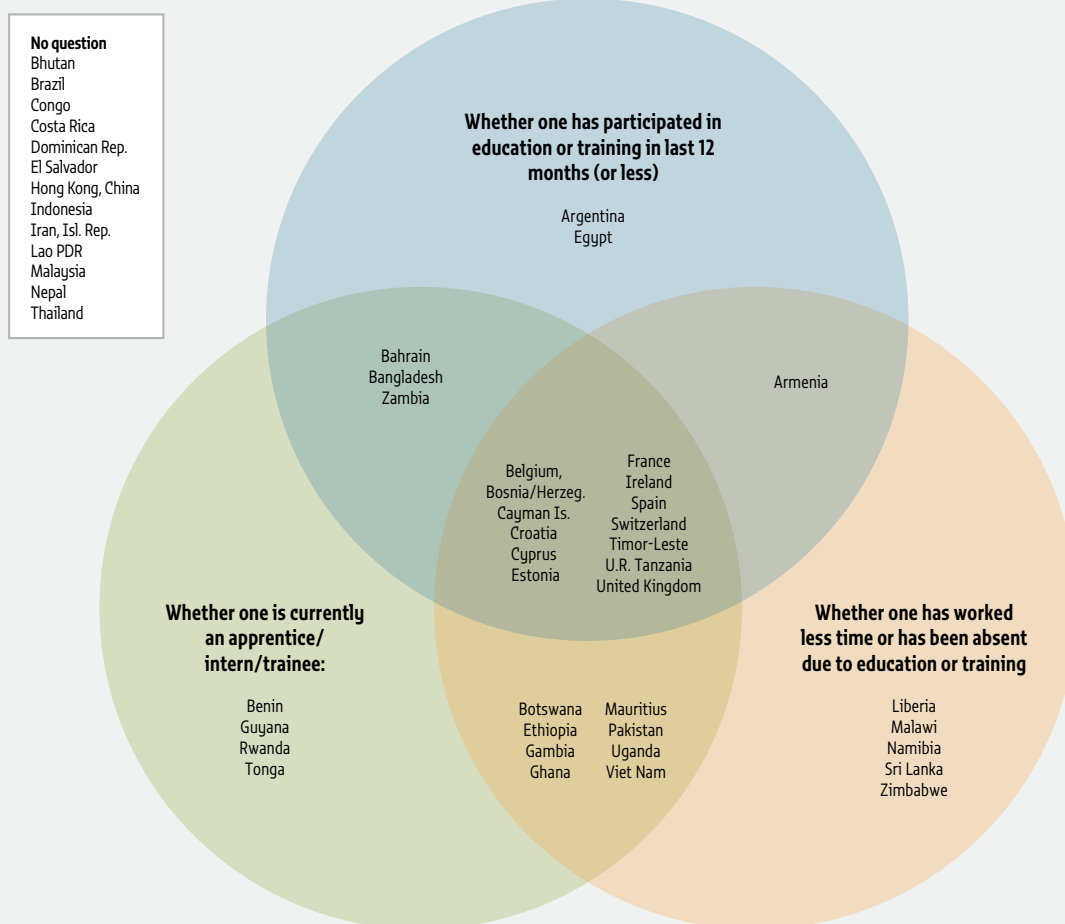 No question
Bhutan
Brazil
Congo
Costa Rica
Dominican Rep.
El Salvador
Hong Kong, China
Indonesia
Iran, Isl. Rep.
Lao PDR
Malaysia
Nepal
Thailand
Whether one has participated in
education or training in last 12
months (or less)
Argentina
Egypt
Bahrain
Bangladesh
Zambia
Armenia
Belgium,
Bosnia/Herzeg.
Cayman Is.
Croatia
Cyprus
Estonia
France
Ireland
Spain
Switzerland
Timor-Leste
U.R. Tanzania
United Kingdom
Whether one is currently
an apprentice/
intern/trainee:
Benin
Guyana
Rwanda
Tonga
Botswana
Ethiopia
Gambia
Ghana
Mauritius
Pakistan
Uganda
Viet Nam
Whether one has worked
less time or has been absent
due to education or training
Liberia
Malawi
Namibia
Sri Lanka
Zimbabwe